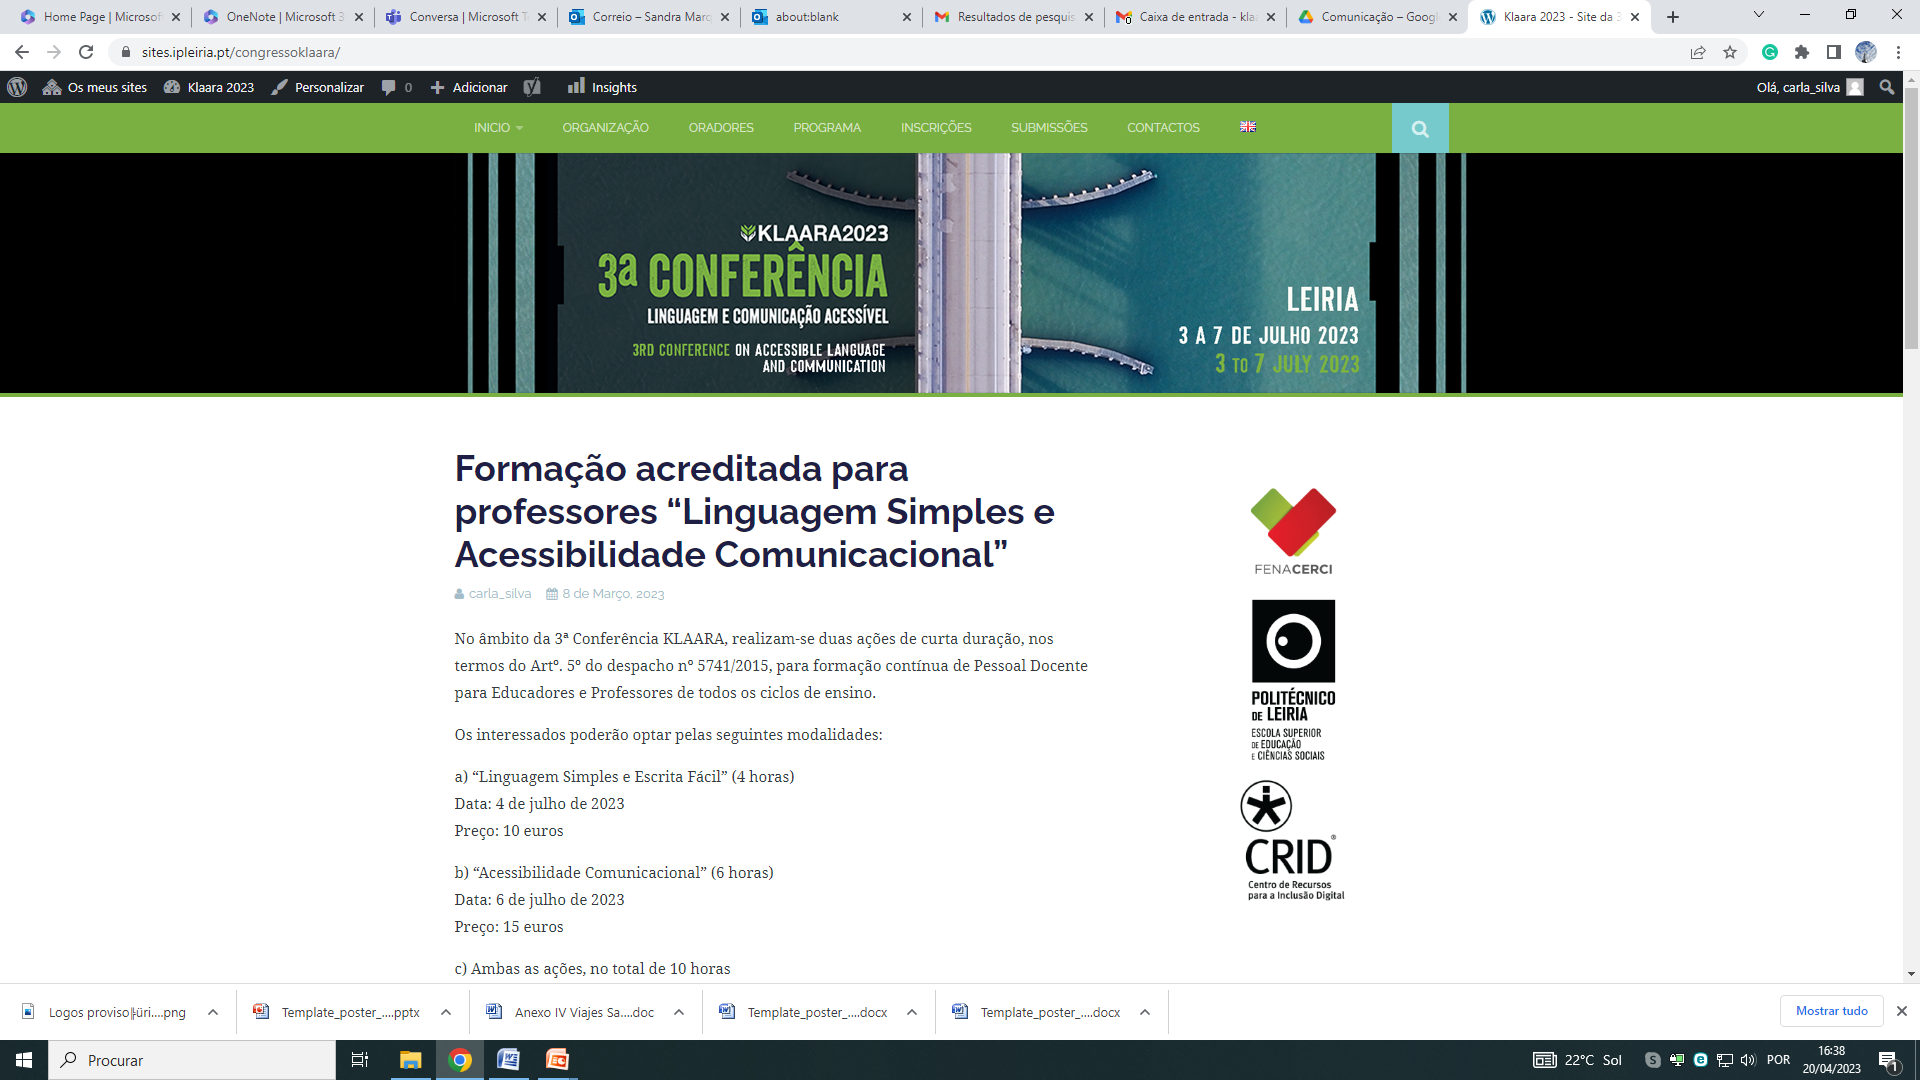 Home Page | Microsof
OneNote | Microsoft 3
Conversa | Microsoft T
Correio – Sandra Marq
about:blank
Resultados de pesquis
Caixa de entrada - kla
Comunicação – Googl
Klaara 2023 - Site da 3
sites.ipleiria.pt/congressoklaara/
Os meus sites
Klaara 2023
Personalizar
0
Adicionar
Insights
Olá, carla_silva
INICIO
ORGANIZAÇÃO
ORADORES
PROGRAMA
INSCRIÇÕES
SUBMISSÕES
CONTACTOS
KLAARA2023
3ª CONFERÊNCIA
LINGUAGEM E COMUNICAÇÃO ACESSÍVEL
3RD CONFERENCE ON ACCESSIBLE LANGUAGE
AND COMMUNICATION
LEIRIA
3 A 7 DE JULHO 2023
3 TO 7 JULY 2023
Formação acreditada para
professores “Linguagem Simples e
Acessibilidade Comunicacional”
carla_silva
8 de Março, 2023
No âmbito da 3ª Conferência KLAARA, realizam-se duas ações de curta duração, nos
termos do Artº. 5º do despacho nº 5741/2015, para formação contínua de Pessoal Docente
para Educadores e Professores de todos os ciclos de ensino.
Os interessados poderão optar pelas seguintes modalidades:
a) “Linguagem Simples e Escrita Fácil” (4 horas)
Data: 4 de julho de 2023
Preço: 10 euros
b) “Acessibilidade Comunicacional” (6 horas)
Data: 6 de julho de 2023
Preço: 15 euros
c) Ambas as ações, no total de 10 horas
FENACERCI
POLITÉCNICO
DE LEIRIA
ESCOLA SUPERIOR
DE EDUCAÇÃO
E CIÊNCIAS SOCIAIS
CRID®
Centro de Recursos
para a Inclusão Digital
Logos proviso╠üri....png
Template_poster_....pptx
Anexo IV Viajes Sa....doc
Template_poster_....docx
Template_poster_....docx
Mostrar tudo
Procurar
22°C Sol
POR
16:38
20/04/2023
1